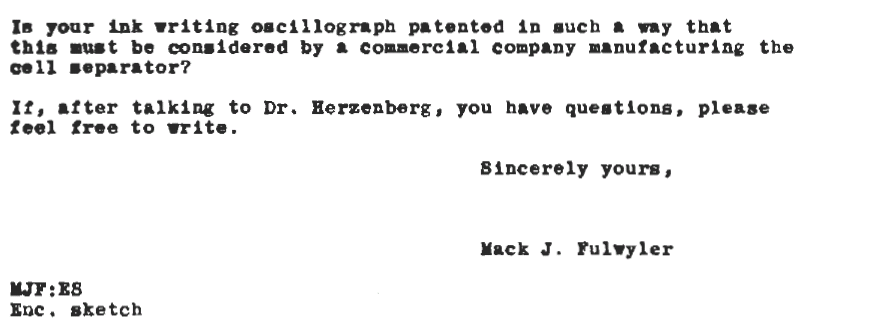 Is your ink writing oscillograph patented in such a way that
this must be considered by a commercial company manufacturing the
cell separator?
If, after talking to Dr. Herzenberg, you have questions, please
feel free to write.
Sincerely yours,
Mack J. Fulwyler
MJF:ES
Enc. sketch